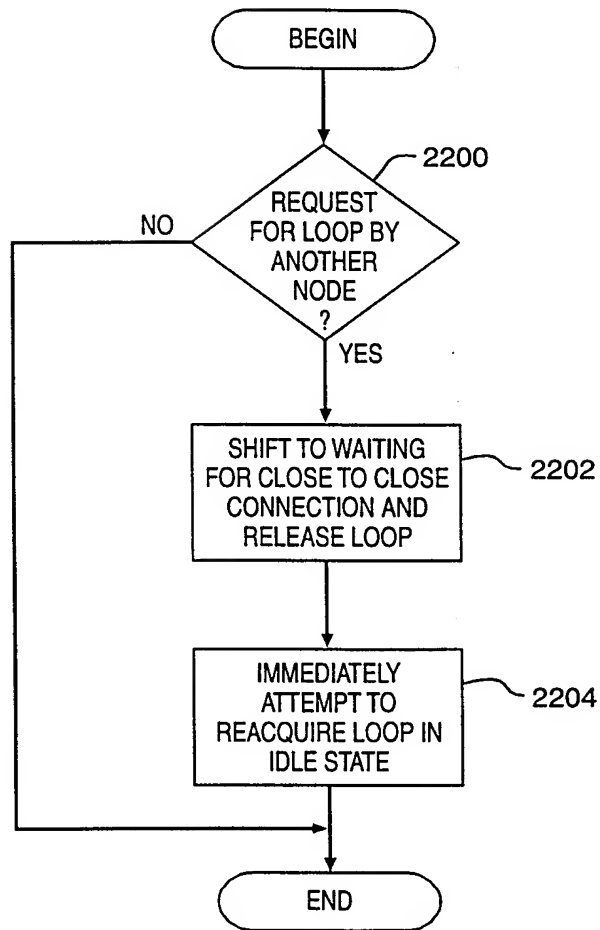 BEGIN
2200
REQUEST
FOR LOOP BY
ANOTHER
NODE
?
NO
YES
SHIFT TO WAITING
FOR CLOSE TO CLOSE
CONNECTION AND
RELEASE LOOP
2202
IMMEDIATELY
ATTEMPT TO
REACQUIRE LOOP IN
IDLE STATE
2204
END